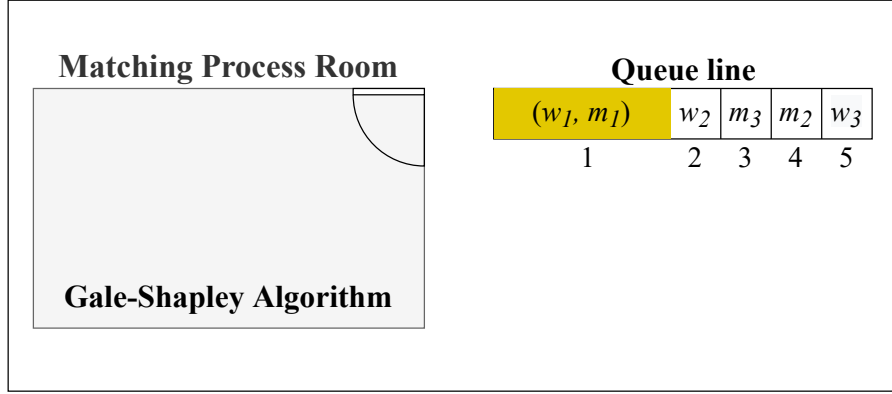 Matching Process Room
Gale-Shapley Algorithm
Queue line
(w1, m1) w2 m3 m2 w3
1 2 3 4 5